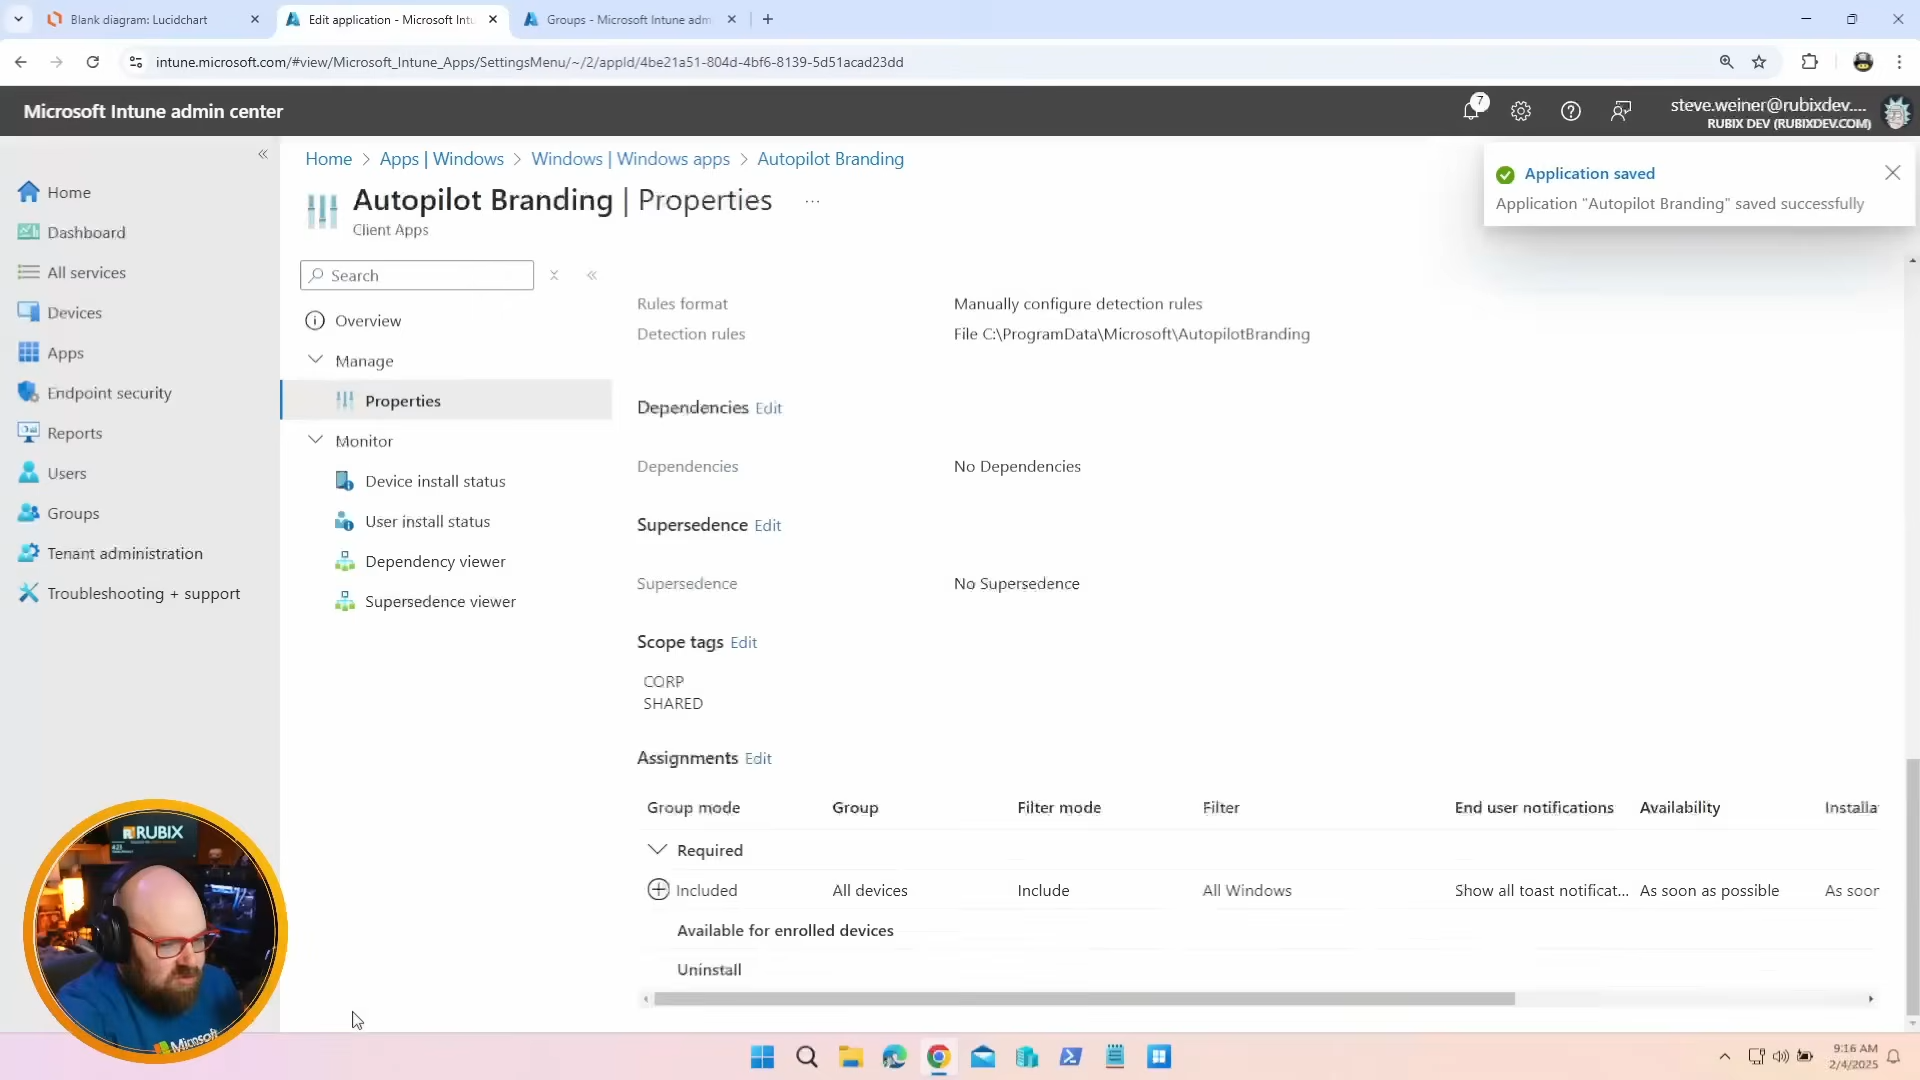 Blank diagram: Lucidchart
Edit application - Microsoft Intu
Groups - Microsoft Intune adm
intune.microsoft.com/#view/Microsoft_Intune_Apps/SettingsMenu/~/2/appId/4be21a51-804d-4bf6-8139-5d51acad23dd
Microsoft Intune admin center
7
steve.weiner@rubixdev....
RUBIX DEV (RUBIXDEV.COM)
Home > Apps | Windows > Windows | Windows apps > Autopilot Branding
Autopilot Branding | Properties ...
Client Apps
Application saved
Application "Autopilot Branding" saved successfully
Home
Dashboard
All services
Devices
Apps
Endpoint security
Reports
Users
Groups
Tenant administration
Troubleshooting + support
Search
Overview
Manage
Properties
Monitor
Device install status
User install status
Dependency viewer
Supersedence viewer
Rules format Manually configure detection rules
Detection rules File C:\ProgramData\Microsoft\AutopilotBranding
Dependencies Edit
Dependencies No Dependencies
Supersedence Edit
Supersedence No Supersedence
Scope tags Edit
CORP
SHARED
Assignments Edit
Group mode Group Filter mode Filter End user notifications Availability Installa
Required
Included All devices Include All Windows Show all toast notificat... As soon as possible As soon
Available for enrolled devices
Uninstall
RUBIX
Microsoft
9:16 AM
2/4/2025